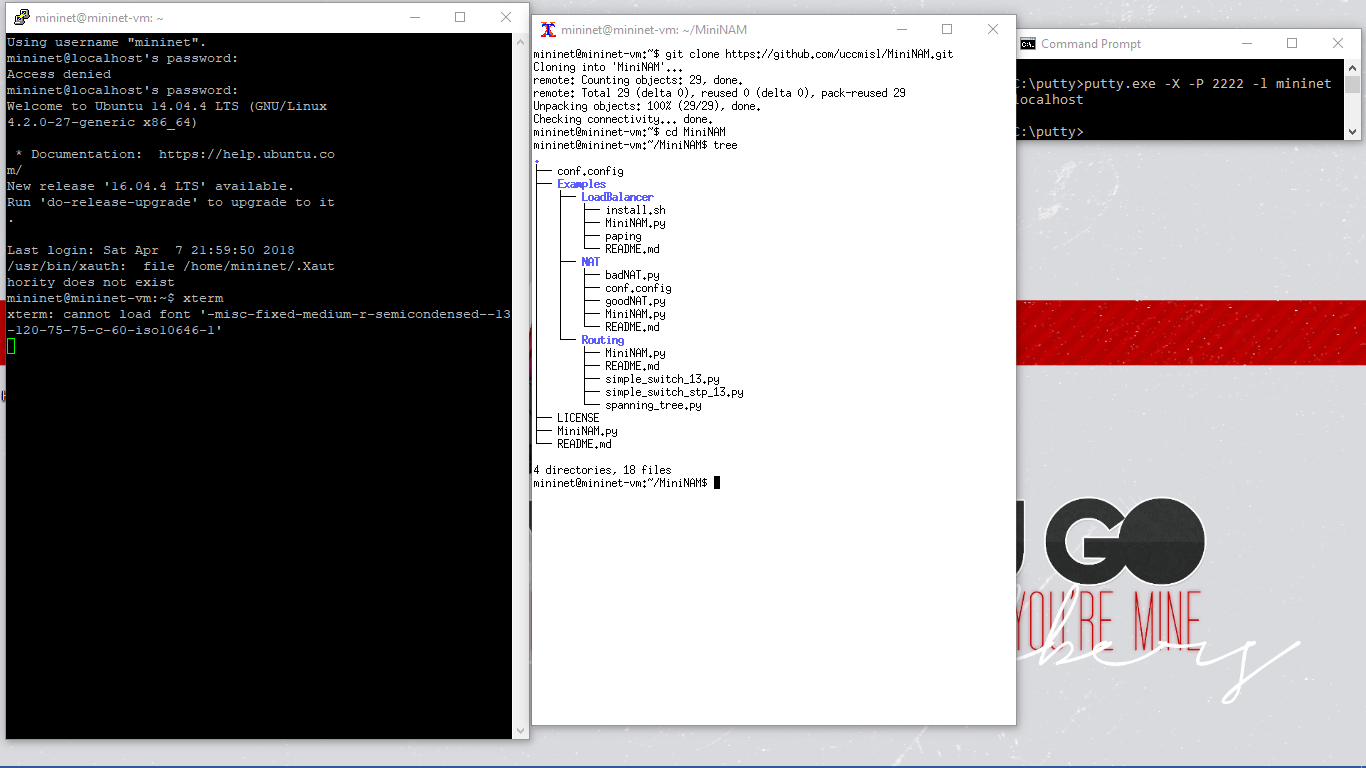 mininet@mininet-vm: ~
Using username "mininet".
mininet@localhost's password:
Access denied
mininet@localhost's password:
Welcome to Ubuntu 14.04.4 LTS (GNU/Linux
4.2.0-27-generic x86_64)
* Documentation:  https://help.ubuntu.co
m/
New release '16.04.4 LTS' available.
Run 'do-release-upgrade' to upgrade to it
.
Last login: Sat Apr  7 21:59:50 2018
/usr/bin/xauth:  file /home/mininet/.Xaut
hority does not exist
mininet@mininet-vm:~$ xterm
xterm: cannot load font '-misc-fixed-medium-r-semicondensed--13
-120-75-75-c-60-iso10646-1'
mininet@mininet-vm: ~/MiniNAM
mininet@mininet-vm:~$ git clone https://github.com/uccmisl/MiniNAM.git
Cloning into 'MiniNAM'...
remote: Counting objects: 29, done.
remote: Total 29 (delta 0), reused 0 (delta 0), pack-reused 29
Unpacking objects: 100% (29/29), done.
Checking connectivity... done.
mininet@mininet-vm:~$ cd MiniNAM
mininet@mininet-vm:~/MiniNAM$ tree
.
├── conf.config
├── Examples
│   ├── LoadBalancer
│   │   ├── install.sh
│   │   ├── MiniNAM.py
│   │   ├── paping
│   │   └── README.md
│   ├── NAT
│   │   ├── badNAT.py
│   │   ├── conf.config
│   │   ├── goodNAT.py
│   │   ├── MiniNAM.py
│   │   └── README.md
│   └── Routing
│       ├── MiniNAM.py
│       ├── README.md
│       ├── simple_switch_13.py
│       ├── simple_switch_stp_13.py
│       └── spanning_tree.py
├── LICENSE
├── MiniNAM.py
└── README.md
4 directories, 18 files
mininet@mininet-vm:~/MiniNAM$
Command Prompt
C:\putty>putty.exe -X -P 2222 -l mininet
localhost
C:\putty>
GO
YOU'RE MINE